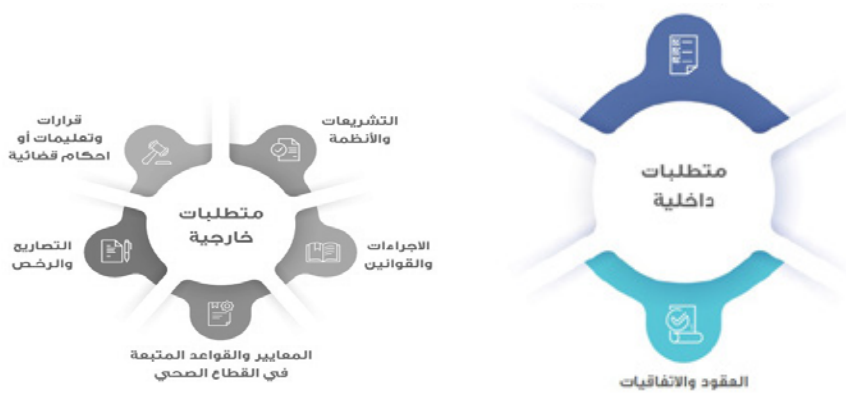 متطلبات
خارجية
التشريعات
والأنظمة
الاجراءات
والقوانين
المعايير والقواعد المتبعة
في القطاع الصحي
التصاريح
والرخص
قرارات
وتعليمات أو
احكام قضائية
متطلبات
داخلية
العقود والاتفاقيات